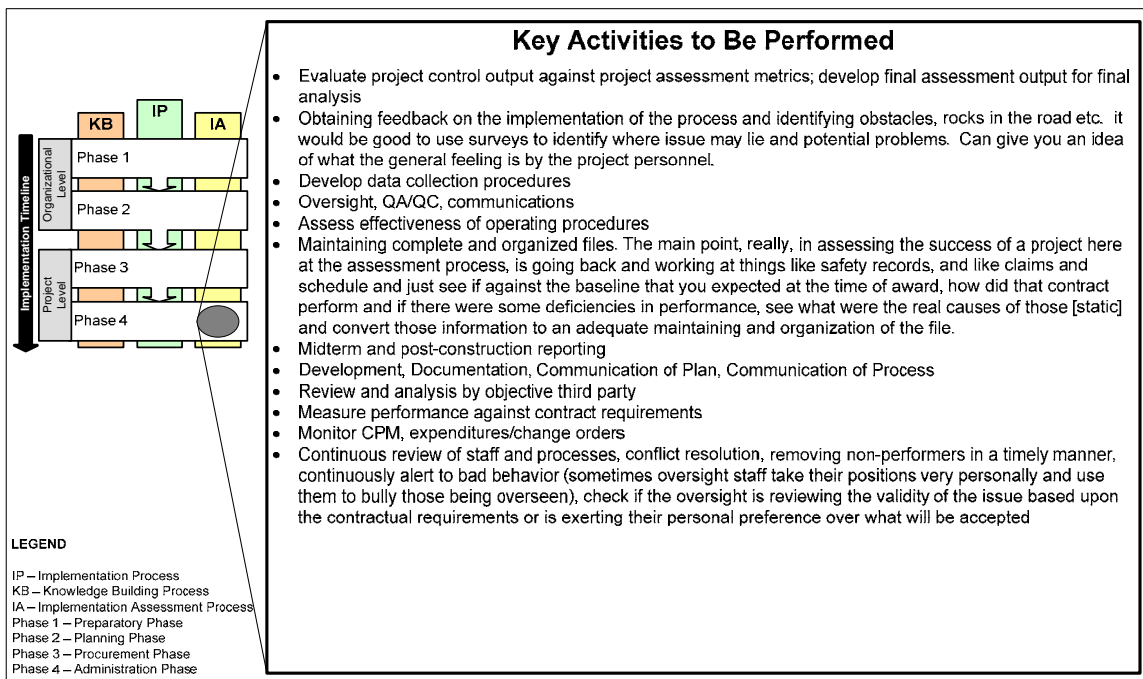 Key Activities to Be Performed
• Evaluate project control output against project assessment metrics; develop final assessment output for final
analysis
• Obtaining feedback on the implementation of the process and identifying obstacles, rocks in the road etc. it
would be good to use surveys to identify where issue may lie and potential problems. Can give you an idea
of what the general feeling is by the project personnel.
• Develop data collection procedures
• Oversight, QA/QC, communications
• Assess effectiveness of operating procedures
• Maintaining complete and organized files. The main point, really, in assessing the success of a project here
at the assessment process, is going back and working at things like safety records, and like claims and
schedule and just see if against the baseline that you expected at the time of award, how did that contract
perform and if there were some deficiencies in performance, see what were the real causes of those [static]
and convert those information to an adequate maintaining and organization of the file.
• Midterm and post-construction reporting
• Development, Documentation, Communication of Plan, Communication of Process
• Review and analysis by objective third party
• Measure performance against contract requirements
• Monitor CPM, expenditures/change orders
• Continuous review of staff and processes, conflict resolution, removing non-performers in a timely manner,
continuously alert to bad behavior (sometimes oversight staff take their positions very personally and use
them to bully those being overseen), check if the oversight is reviewing the validity of the issue based upon
the contractual requirements or is exerting their personal preference over what will be accepted
KB
IP
IA
Implementation Timeline
Organizational
Level
Phase 1
Phase 2
Project
Level
Phase 3
Phase 4
LEGEND
IP – Implementation Process
KB – Knowledge Building Process
IA – Implementation Assessment Process
Phase 1 – Preparatory Phase
Phase 2 – Planning Phase
Phase 3 – Procurement Phase
Phase 4 – Administration Phase